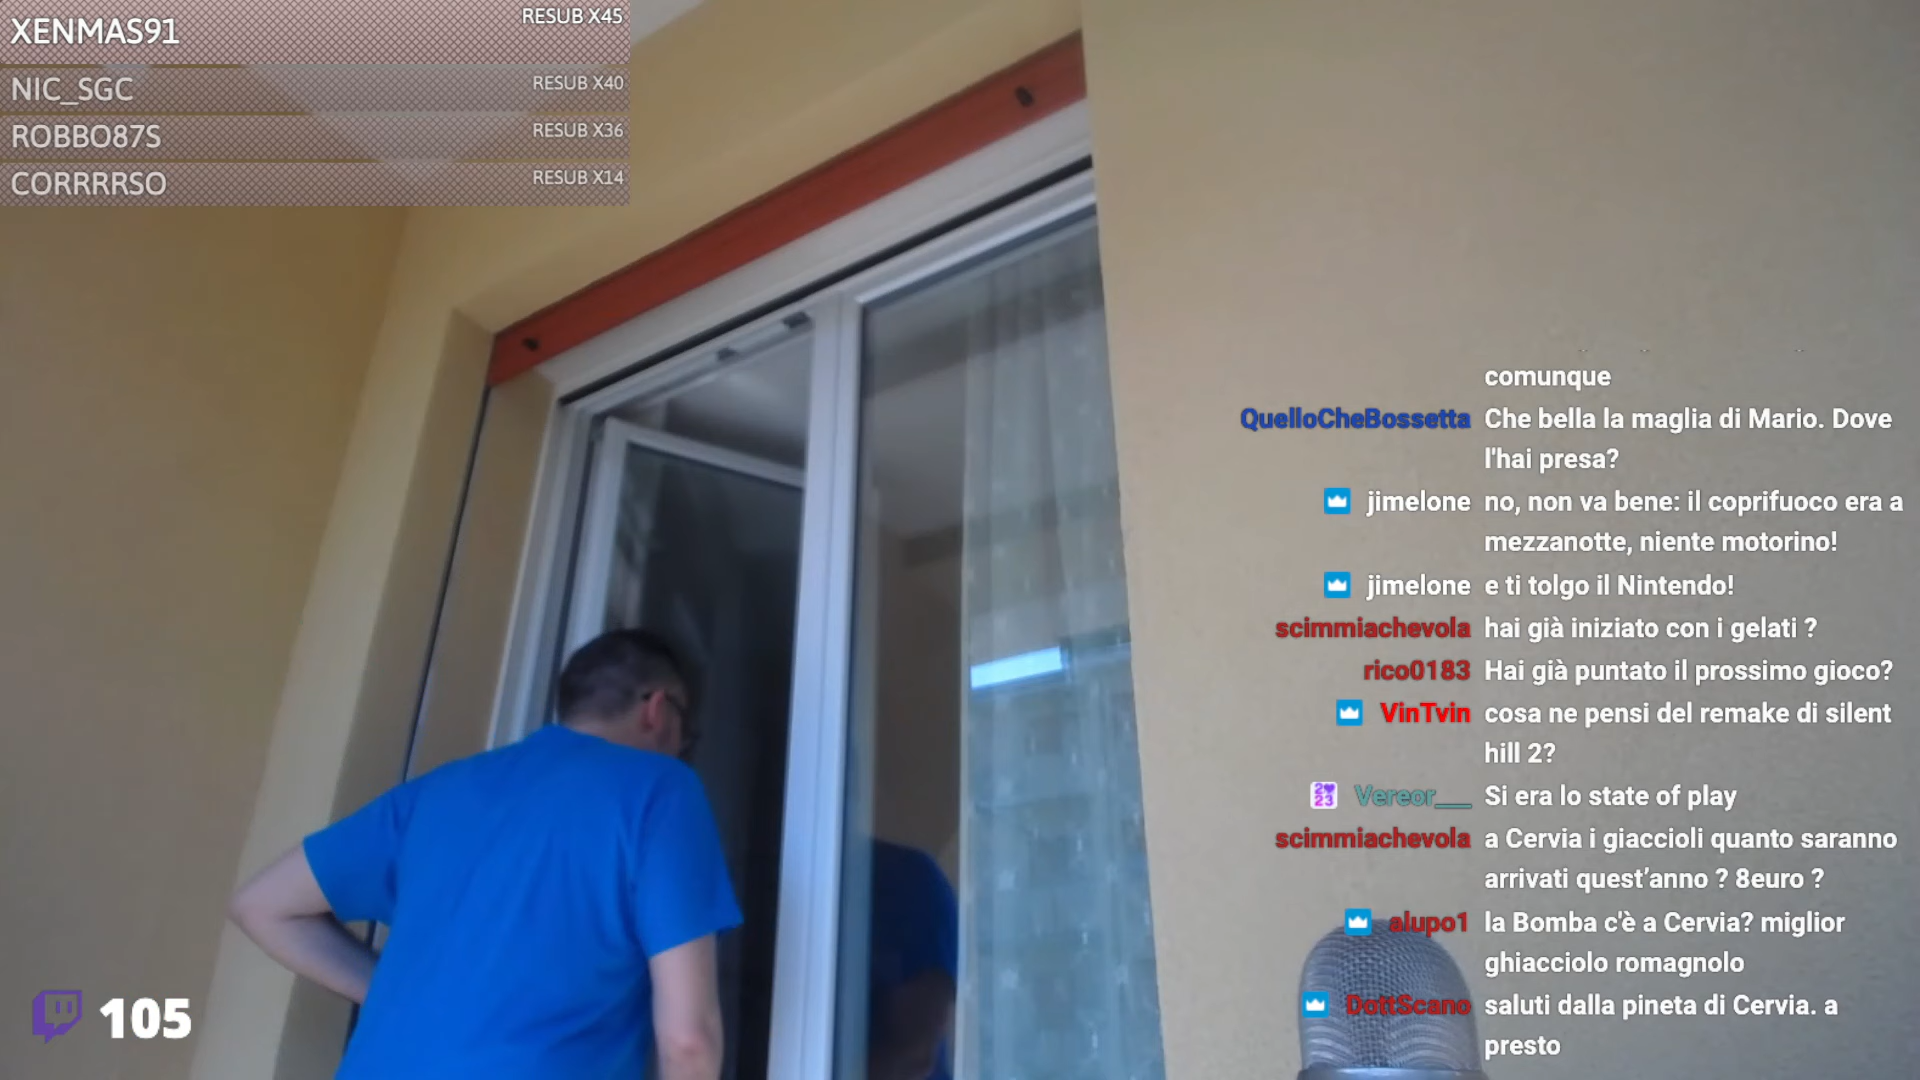 XENMAS91 RESUB X45
NIC_SGC RESUB X40
ROBBO87S RESUB X36
CORRRRSO RESUB X14
comunque
QuelloCheBossetta Che bella la maglia di Mario. Dove
l'hai presa?
jimelone no, non va bene: il coprifuoco era a
mezzanotte, niente motorino!
jimelone e ti tolgo il Nintendo!
scimmiachevola hai già iniziato con i gelati ?
rico0183 Hai già puntato il prossimo gioco?
VinTvin cosa ne pensi del remake di silent
hill 2?
Vereor___ Si era lo state of play
scimmiachevola a Cervia i giaccioli quanto saranno
arrivati quest’anno ? 8euro ?
alupo1 la Bomba c'è a Cervia? miglior
ghiacciolo romagnolo
DottScano saluti dalla pineta di Cervia. a
presto
105